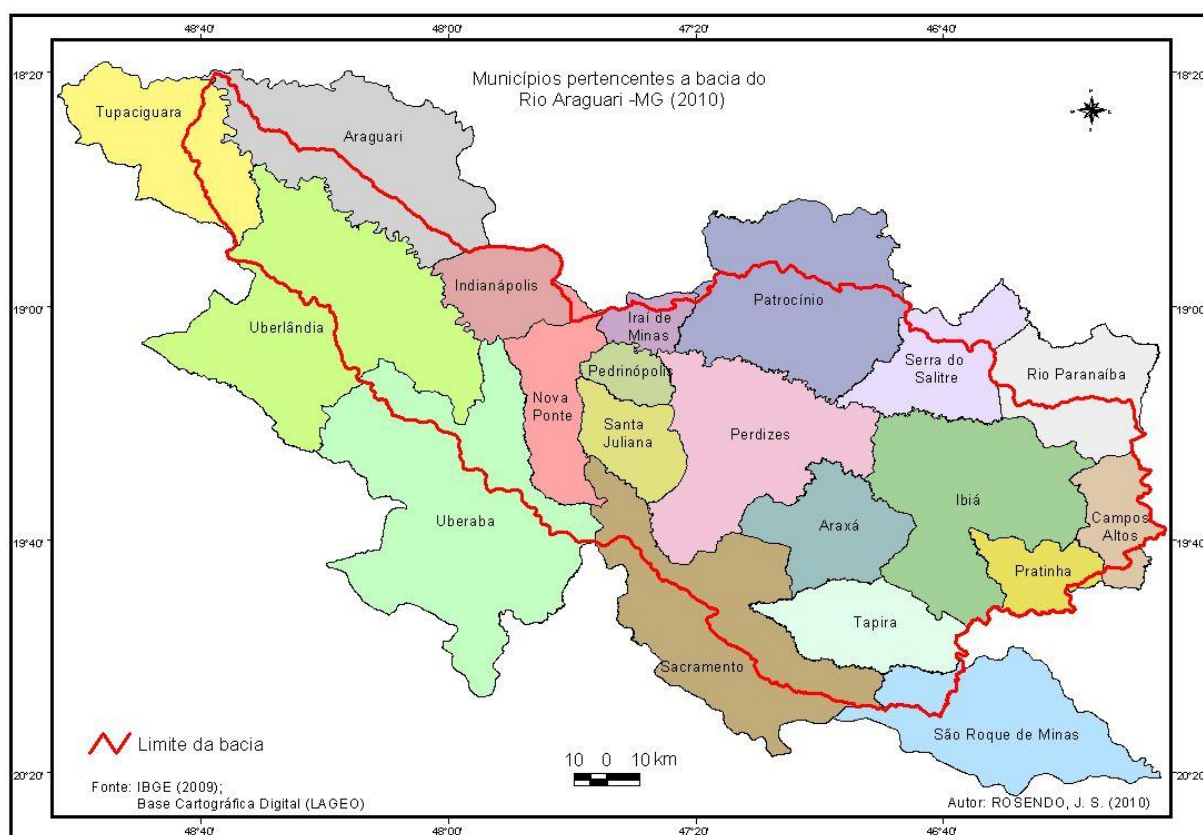 48°40'
48°00'
47°20'
46°40'
Municípios pertencentes a bacia do
Rio Araguari -MG (2010)
18°20'
18°20'
Tupaciguara
Araguari
Indianápolis
Patrocínio
19°00'
19°00'
Uberlândia
Iraí de
Minas
Serra do
Salitre
Rio Paranaíba
Pedrinópolis
Nova
Ponte
Santa
Juliana
Perdizes
Ibiá
Uberaba
Araxá
Campos
Altos
19°40'
19°40'
Pratinha
Tapira
Sacramento
São Roque de Minas
Limite da bacia
10 0 10 km
20°20'
20°20'
Fonte: IBGE (2009);
Base Cartográfica Digital (LAGEO)
Autor: ROSENDO, J. S. (2010)
48°40'
48°00'
47°20'
46°40'